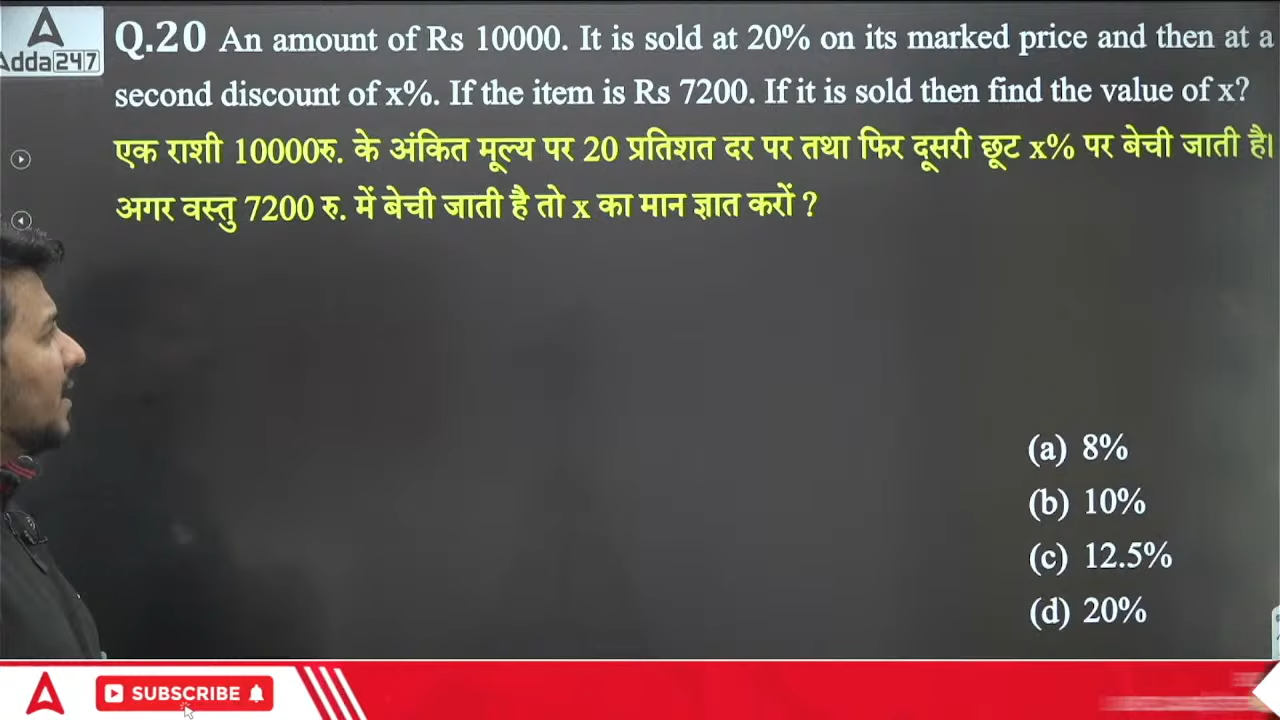 Adda247
Q.20 An amount of Rs 10000. It is sold at 20% on its marked price and then at a
second discount of x%. If the item is Rs 7200. If it is sold then find the value of x?
एक राशी 10000रु. के अंकित मूल्य पर 20 प्रतिशत दर पर तथा फिर दूसरी छूट x% पर बेची जाती है।
अगर वस्तु 7200 रु. में बेची जाती है तो x का मान ज्ञात करों ?
(a) 8%
(b) 10%
(c) 12.5%
(d) 20%
SUBSCRIBE